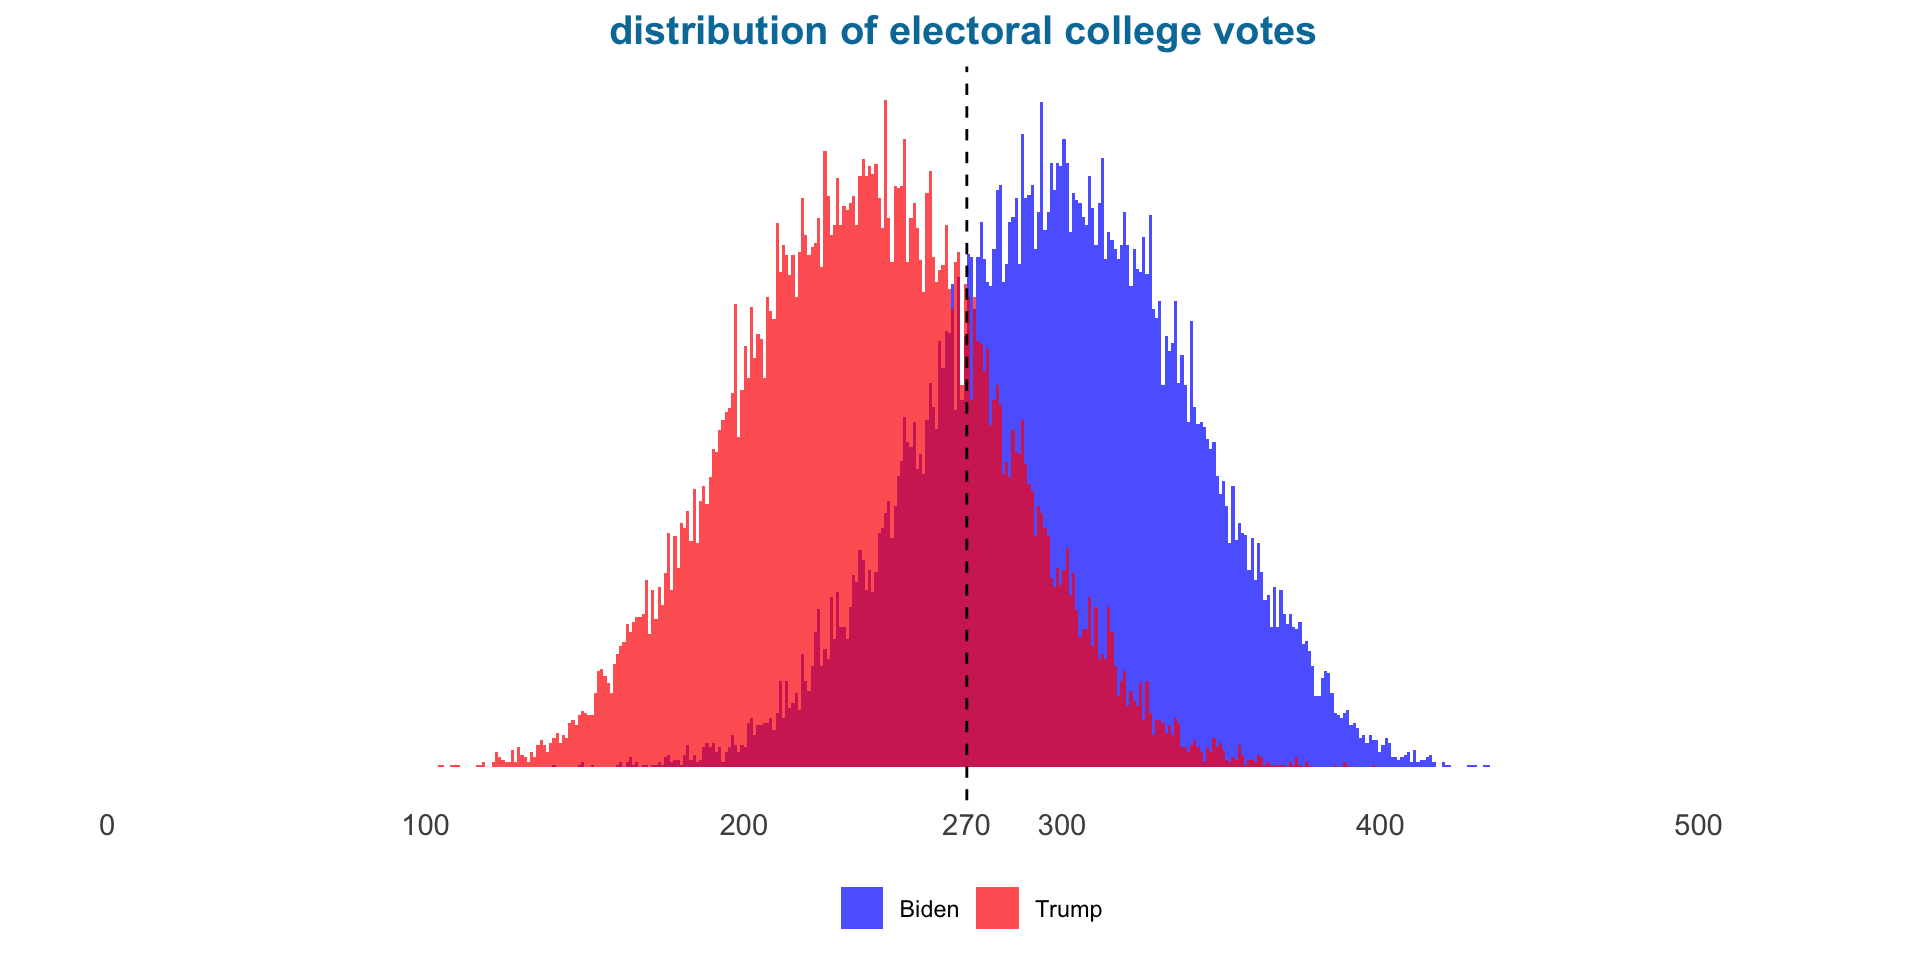 distribution of electoral college votes
0 100 200 270 300 400 500
Biden Trump